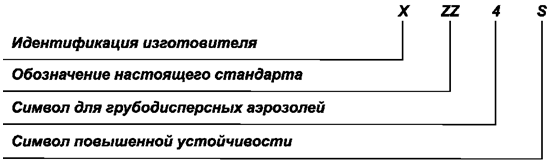 X ZZ 4 S
Идентификация изготовителя
Обозначение настоящего стандарта
Символ для грубодисперсных аэрозолей
Символ повышенной устойчивости